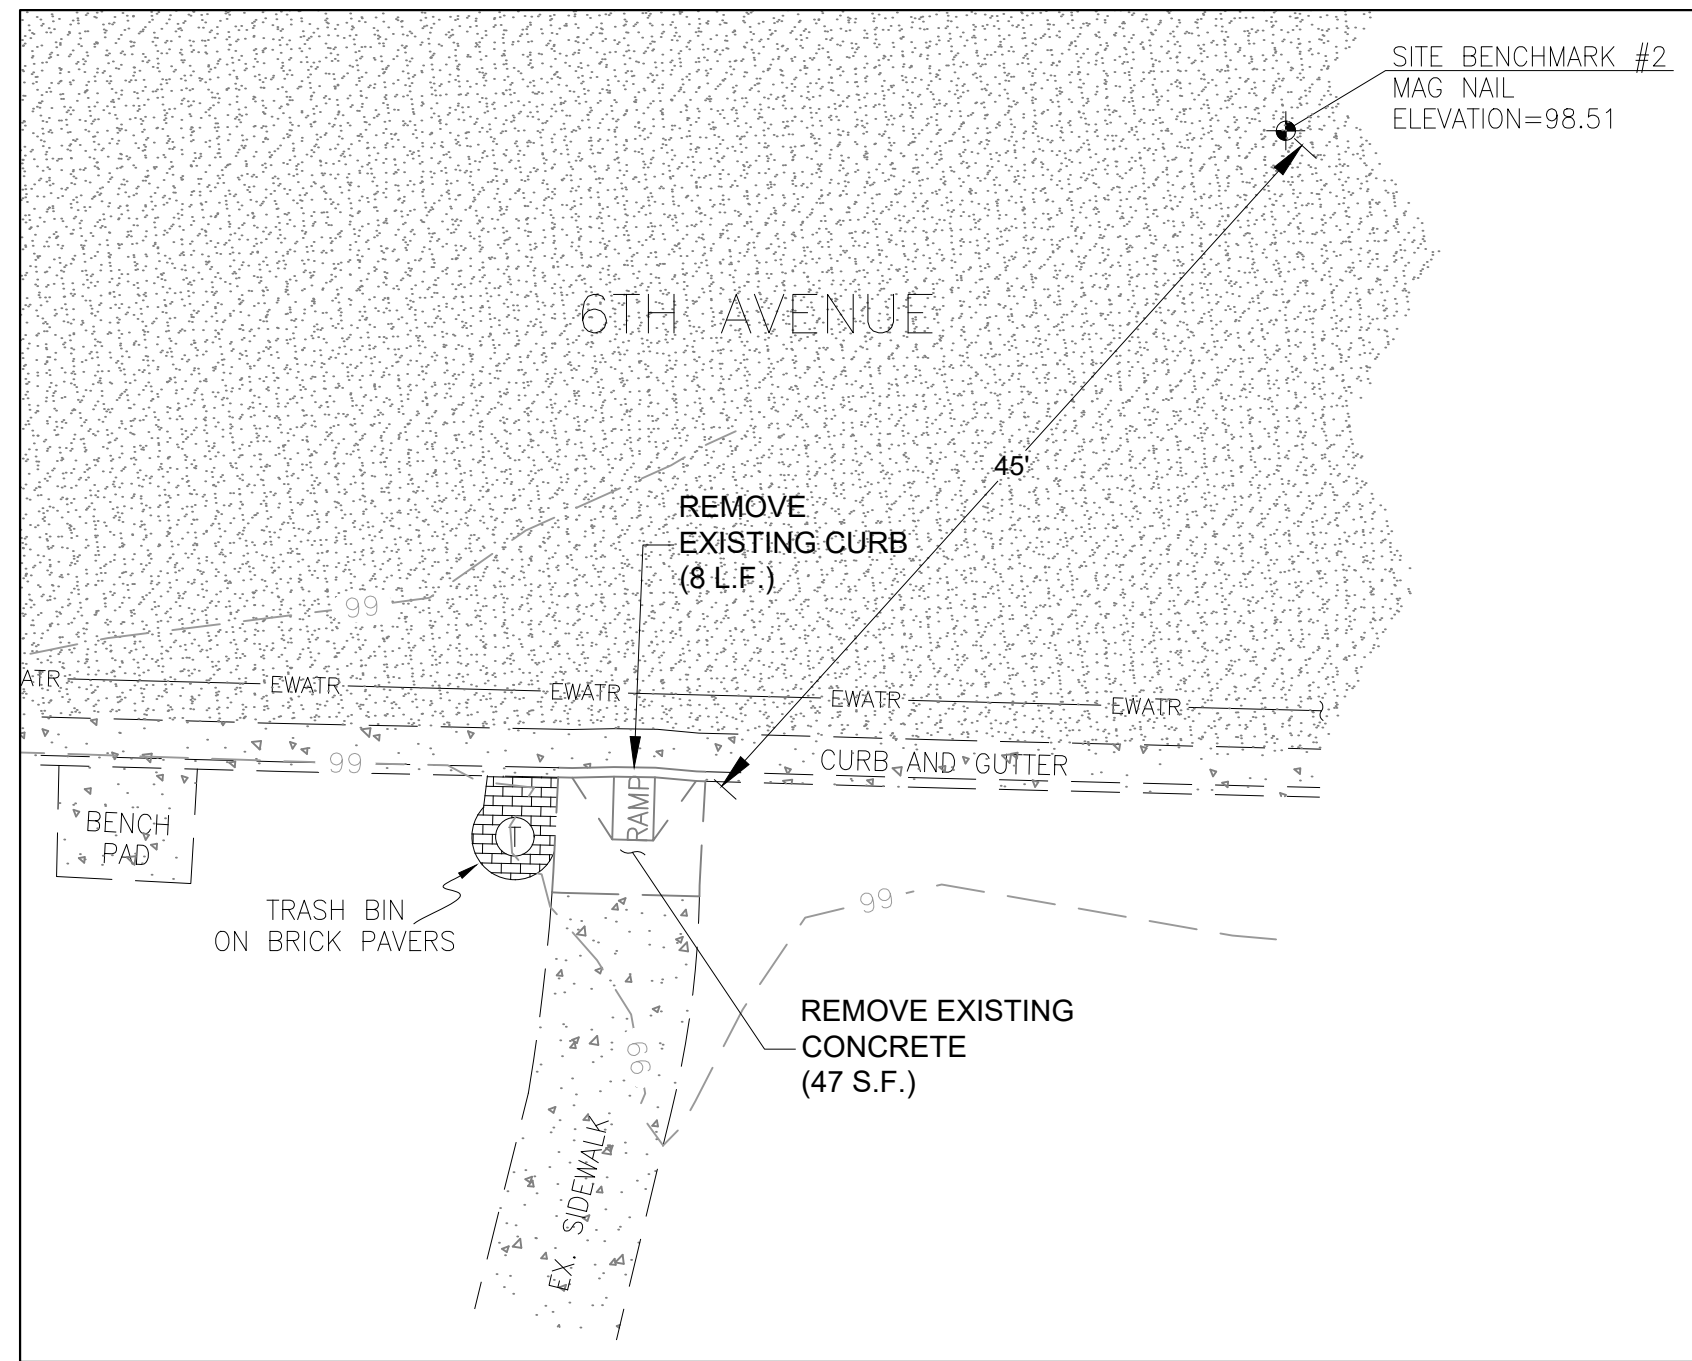 SITE BENCHMARK #2
MAG NAIL
ELEVATION=98.51
6TH AVENUE
45'
REMOVE
EXISTING CURB
(8 L.F.)
99
ATR
EWATR
EWATR
EWATR
EWATR
99
CURB AND GUTTER
RAMP
BENCH
PAD
T
99
TRASH BIN
ON BRICK PAVERS
REMOVE EXISTING
CONCRETE
(47 S.F.)
99
EX. SIDEWALK